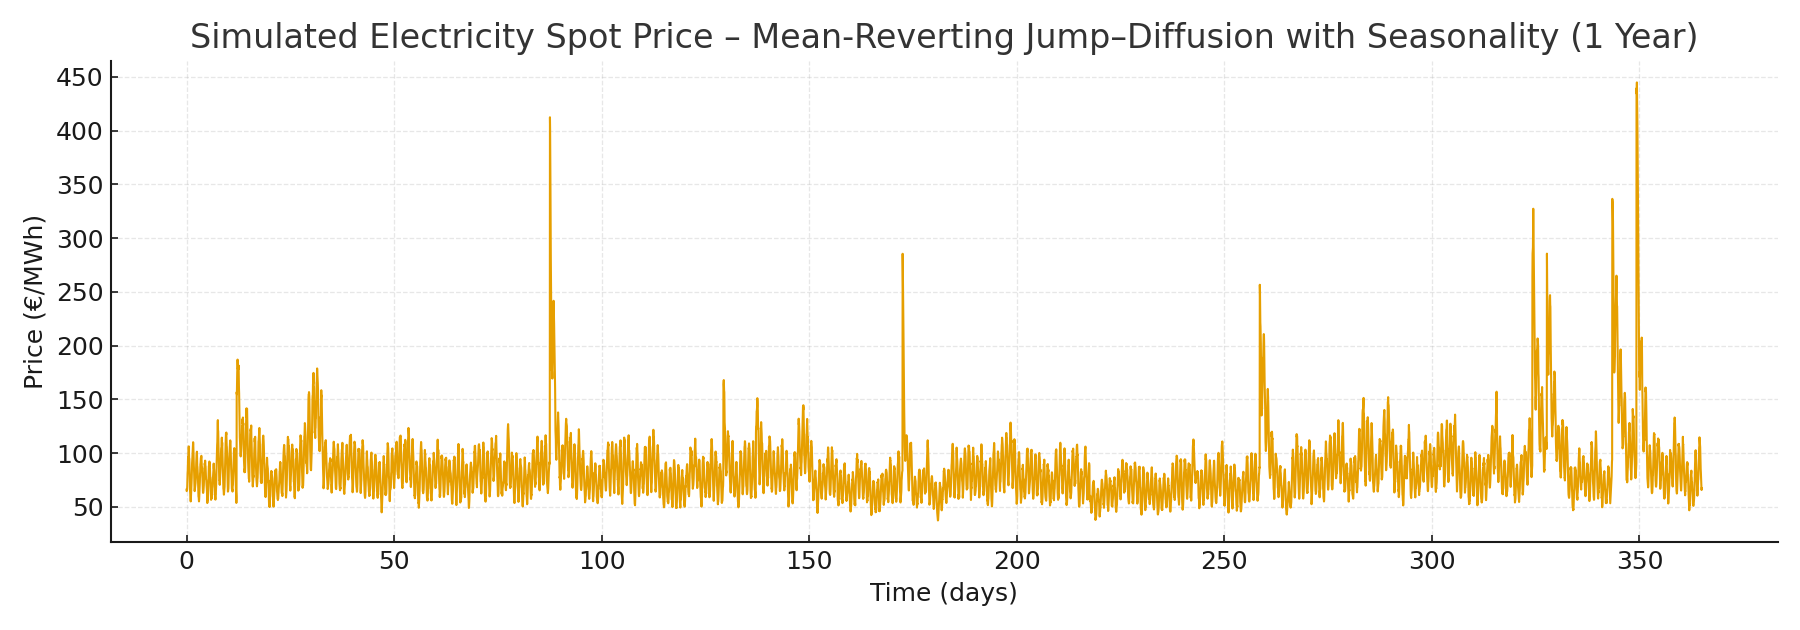 Simulated Electricity Spot Price – Mean-Reverting Jump–Diffusion with Seasonality (1 Year)
Price (€/MWh)
450
400
350
300
250
200
150
100
50
0 50 100 150 200 250 300 350
Time (days)